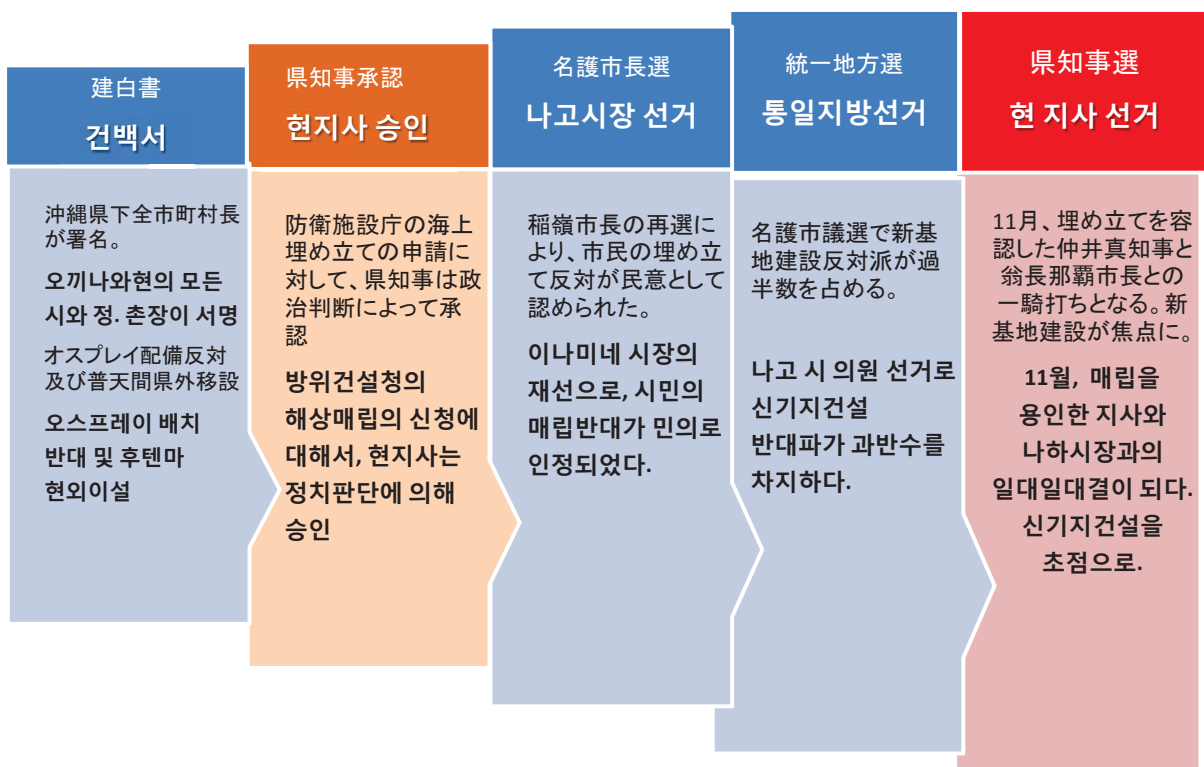 建白書
건백서
沖縄県下全市町村長
が署名。
오끼나와현의 모든
시와 정. 촌장이 서명
オスプレイ配備反対
及び普天間県外移設
오스프레이 배치
반대 및 후텐마
현외이설
県知事承認
현지사 승인
防衛施設庁の海上
埋め立ての申請に
対して、県知事は政
治判断によって承
認
방위건설청의
해상매립의 신청에
대해서, 현지사는
정치판단에 의해
승인
名護市長選
나고시장 선거
稲嶺市長の再選に
より、市民の埋め立
て反対が民意として
認められた。
이나미네 시장의
재선으로, 시민의
매립반대가 민의로
인정되었다.
統一地方選
통일지방선거
名護市議選で新基
地建設反対派が過
半数を占める。
나고 시 의원 선거로
신기지건설
반대파가 과반수를
차지하다.
県知事選
현 지사 선거
11月、埋め立てを容
認した仲井真知事と
翁長那覇市長との
一騎打ちとなる。新
基地建設が焦点に。
11월, 매립을
용인한 지사와
나하시장과의
일대일대결이 되다.
신기지건설을
초점으로.